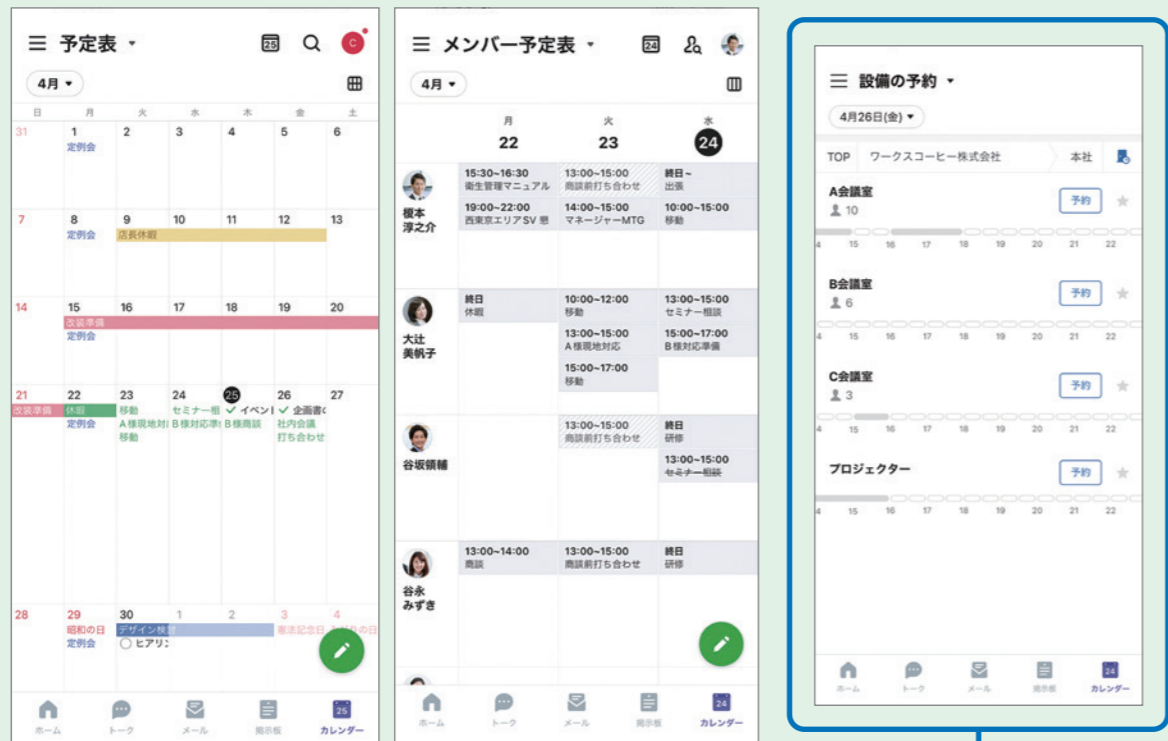 予定表
25
C
4月
日 月 火 水 木 金 土
31 1 2 3 4 5 6
定例会
7 8 9 10 11 12 13
定例会 店長休暇
14 15 16 17 18 19 20
改装準備
定例会
21 22 23 24 25 26 27
改装準備 休暇 移動 セミナー相 イベン 企画書
定例会 A様現地対 B様対応準 B様商談 社内会議
移動 打ち合わせ
28 29 30 1 2 3 4
昭和の日 デザイン検討 憲法記念日 の日
定例会 ヒアリン
ホーム トーク メール 掲示板 カレンダー
25
メンバー予定表
24
4月
月 火 水
22 23 24
榎本
淳之介
15:30~16:30 13:00~15:00 終日~
衛生管理マニュアル 商談前打ち合わせ 出張
19:00~22:00 14:00~15:00 10:00~15:00
西東京エリアSV 懇 マネージャーMTG 移動
大辻
美帆子
終日 10:00~12:00 13:00~15:00
休暇 移動 セミナー相談
13:00~15:00 15:00~17:00
A様現地対応 B様対応準備
15:00~17:00
移動
谷坂領輔
13:00~15:00 終日
商談前打ち合わせ 研修
13:00~15:00
セミナー相談
谷永
みずき
13:00~14:00 13:00~15:00 終日
商談 商談前打ち合わせ 研修
ホーム トーク メール 掲示板 カレンダー
24
設備の予約
4月26日(金)
TOP ワークスコーヒー株式会社 本社
A会議室
10
予約
4 15 16 17 18 19 20 21 22
B会議室
6
予約
4 15 16 17 18 19 20 21 22
C会議室
3
予約
4 15 16 17 18 19 20 21 22
プロジェクター
予約
4 15 16 17 18 19 20 21 22
ホーム トーク メール 掲示板 カレンダー
24